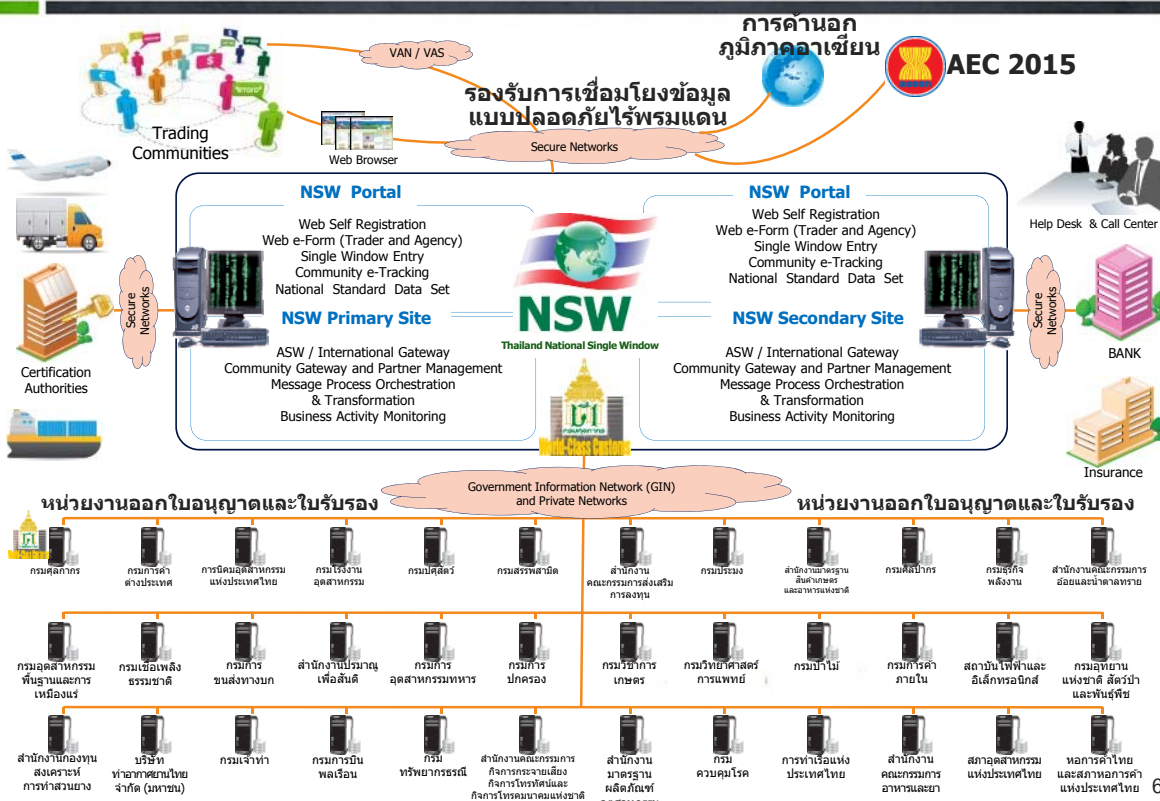 การค้านอก
ภูมิภาคอาเซียน
AEC 2015
VAN / VAS
รองรับการเชื่อมโยงข้อมูล
แบบปลอดภัยไร้พรมแดน
Trading
Communities
Web Browser
Secure Networks
Help Desk & Call Center
NSW Portal
Web Self Registration
Web e-Form (Trader and Agency)
Single Window Entry
Community e-Tracking
National Standard Data Set
NSW Primary Site
ASW / International Gateway
Community Gateway and Partner Management
Message Process Orchestration
& Transformation
Business Activity Monitoring
NSW
Thailand National Single Window
กรมศุลกากร
World-Class Customs
NSW Portal
Web Self Registration
Web e-Form (Trader and Agency)
Single Window Entry
Community e-Tracking
National Standard Data Set
NSW Secondary Site
ASW / International Gateway
Community Gateway and Partner Management
Message Process Orchestration
& Transformation
Business Activity Monitoring
Secure
Networks
Certification
Authorities
Secure
Networks
BANK
Insurance
Government Information Network (GIN)
and Private Networks
หน่วยงานออกใบอนุญาตและใบรับรอง
หน่วยงานออกใบอนุญาตและใบรับรอง
World-Class Customs
กรมศุลกากร
กรมการค้า
ต่างประเทศ
การนิคมอุตสาหกรรม
แห่งประเทศไทย
กรมโรงงาน
อุตสาหกรรม
กรมปศุสัตว์
กรมสรรพสามิต
สำนักงาน
คณะกรรมการส่งเสริม
การลงทุน
กรมประมง
สำนักงานมาตรฐาน
สินค้าเกษตร
และอาหารแห่งชาติ
กรมศิลปากร
กรมธุรกิจ
พลังงาน
สำนักงานคณะกรรมการ
อ้อยและน้ำตาลทราย
กรมอุตสาหกรรม
พื้นฐานและการ
เหมืองแร่
กรมเชื้อเพลิง
ธรรมชาติ
กรมการ
ขนส่งทางบก
สำนักงานปรมาณู
เพื่อสันติ
กรมการ
อุตสาหกรรมทหาร
กรมการ
ปกครอง
กรมวิชาการ
เกษตร
กรมวิทยาศาสตร์
การแพทย์
กรมป่าไม้
กรมการค้า
ภายใน
สถาบันไฟฟ้าและ
อิเล็กทรอนิกส์
กรมอุทยาน
แห่งชาติ สัตว์ป่า
และพันธุ์พืช
สำนักงานกองทุน
สงเคราะห์
การทำสวนยาง
บริษัท
ท่าอากาศยานไทย
จำกัด (มหาชน)
กรมเจ้าท่า
กรมการบิน
พลเรือน
กรม
ทรัพยากรธรณี
สำนักงานคณะกรรมการ
กิจการกระจายเสียง
กิจการโทรทัศน์และ
กิจการโทรคมนาคมแห่งชาติ
สำนักงาน
มาตรฐาน
ผลิตภัณฑ์
กรม
ควบคุมโรค
การท่าเรือแห่ง
ประเทศไทย
สำนักงาน
คณะกรรมการ
อาหารและยา
สภาอุตสาหกรรม
แห่งประเทศไทย
หอการค้าไทย
และสภาหอการค้า
แห่งประเทศไทย
6